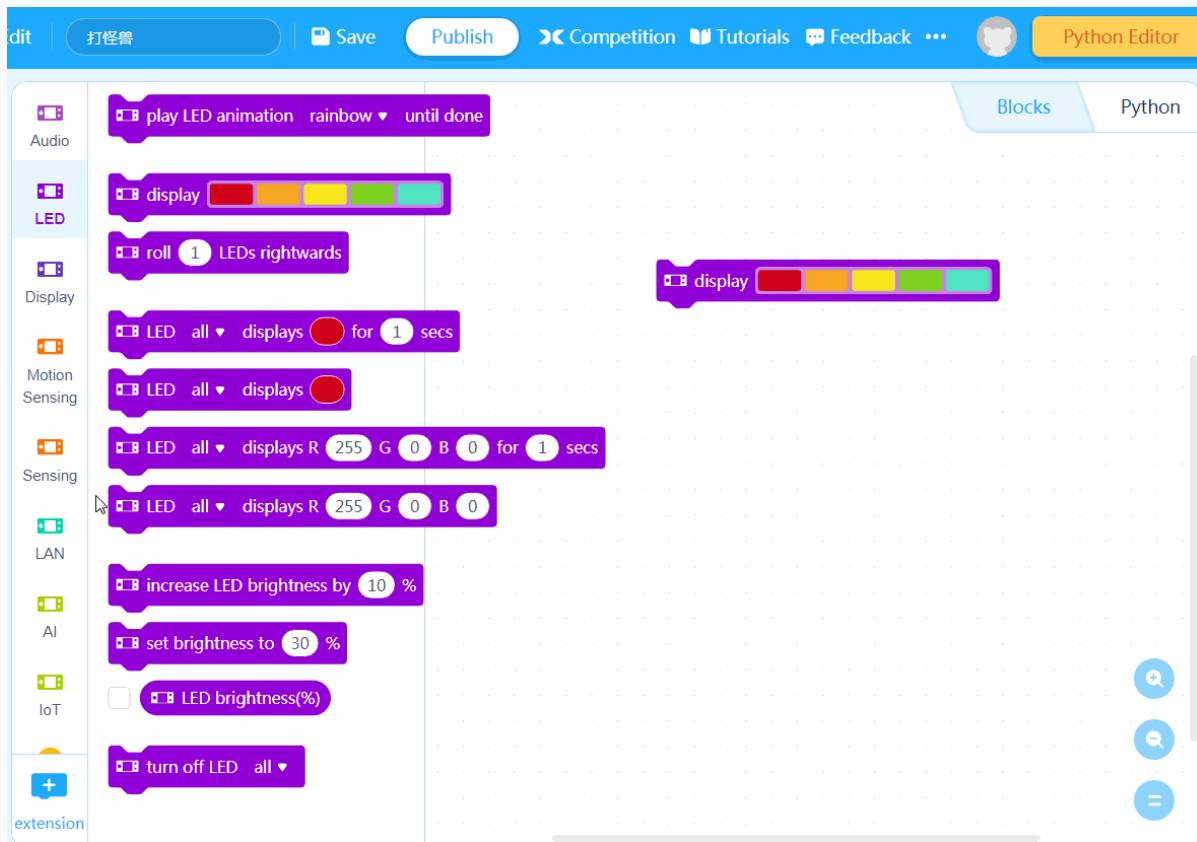 dit 打怪兽 Save Publish Competition Tutorials Feedback ••• Python Editor
Blocks Python
Audio
LED
Display
Motion
Sensing
Sensing
LAN
AI
IoT
+
extension
play LED animation rainbow ▾ until done
display
roll 1 LEDs rightwards
LED all ▾ displays for 1 secs
LED all ▾ displays
LED all ▾ displays R 255 G 0 B 0 for 1 secs
LED all ▾ displays R 255 G 0 B 0
increase LED brightness by 10 %
set brightness to 30 %
LED brightness(%)
turn off LED all ▾
display